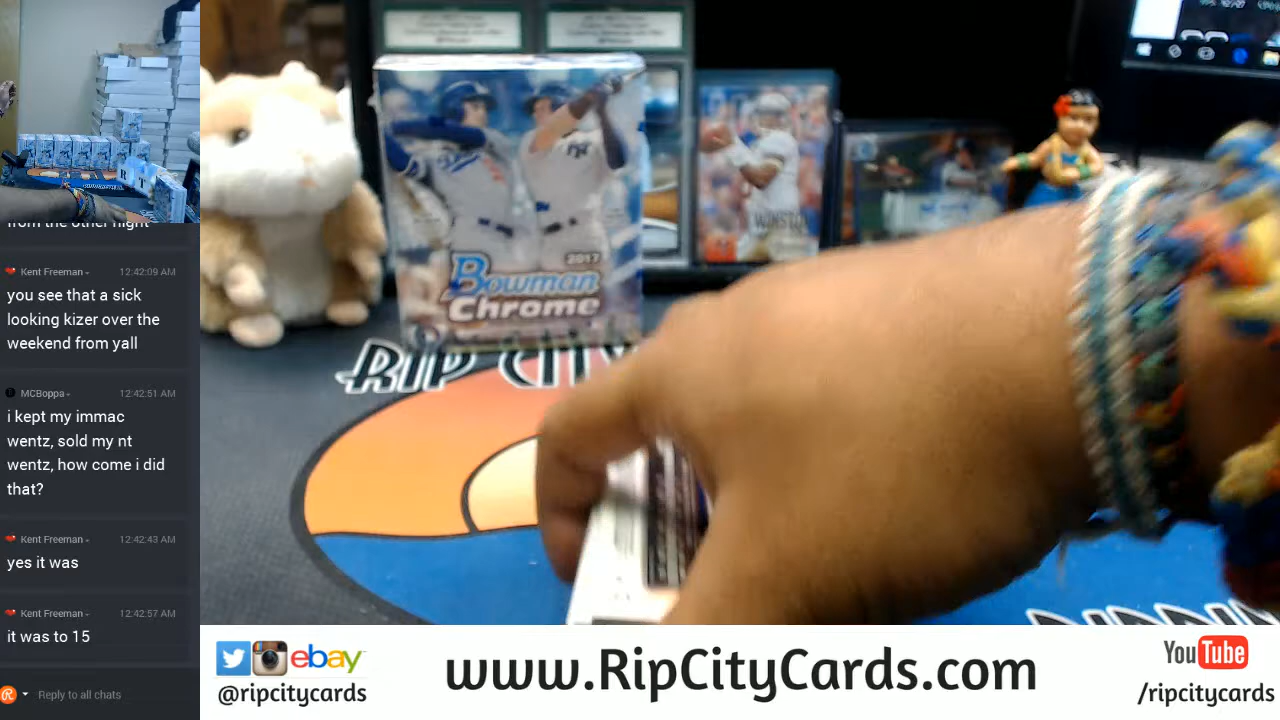 from the other night
Kent Freeman 12:42:09 AM
you see that a sick
looking kizer over the
weekend from yall
MCBoppa 12:42:51 AM
i kept my immac
wentz, sold my nt
wentz, how come i did
that?
Kent Freeman 12:42:43 AM
yes it was
Kent Freeman 12:42:57 AM
it was to 15
Reply to all chats
2017
Bowman
Chrome
WINSTON
RIP CITY
ebay
@ripcitycards
www.RipCityCards.com
YouTube
/ripcitycards